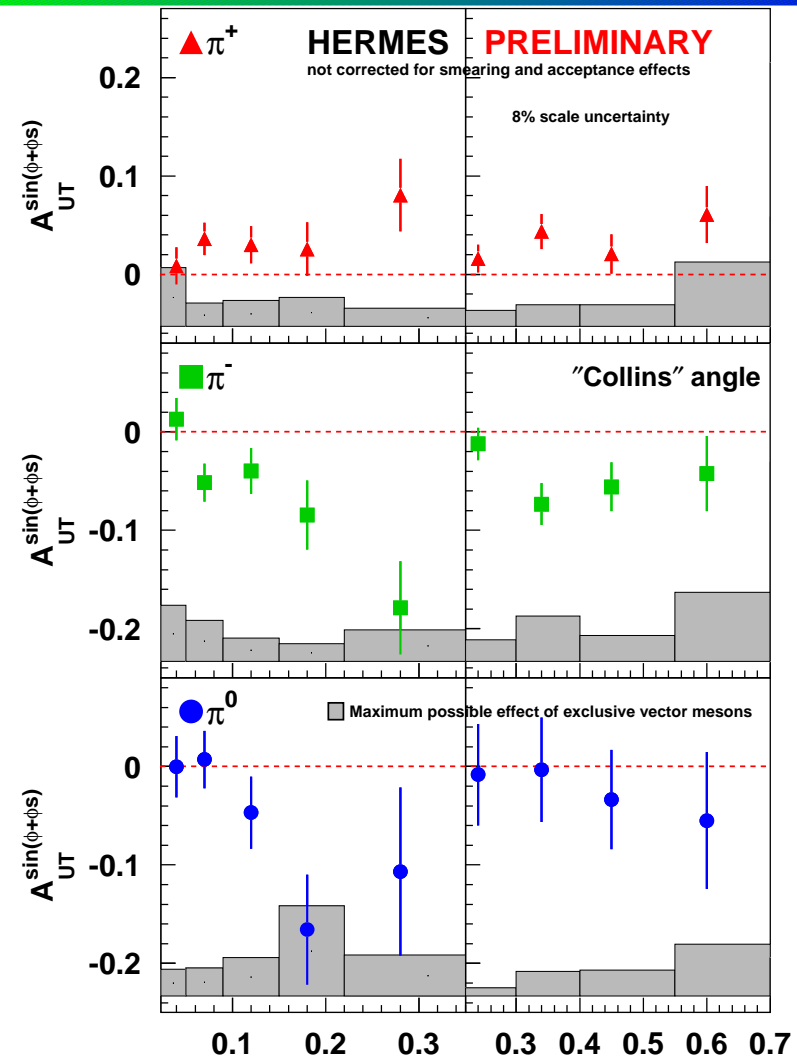 π+ HERMES PRELIMINARY
not corrected for smearing and acceptance effects
8% scale uncertainty
0.2
0.1
0
A UT sin(ϕ+ϕs)
π- "Collins" angle
0
-0.1
-0.2
A UT sin(ϕ+ϕs)
π0 Maximum possible effect of exclusive vector mesons
0
-0.1
-0.2
A UT sin(ϕ+ϕs)
0.1 0.2 0.3 0.3 0.4 0.5 0.6 0.7